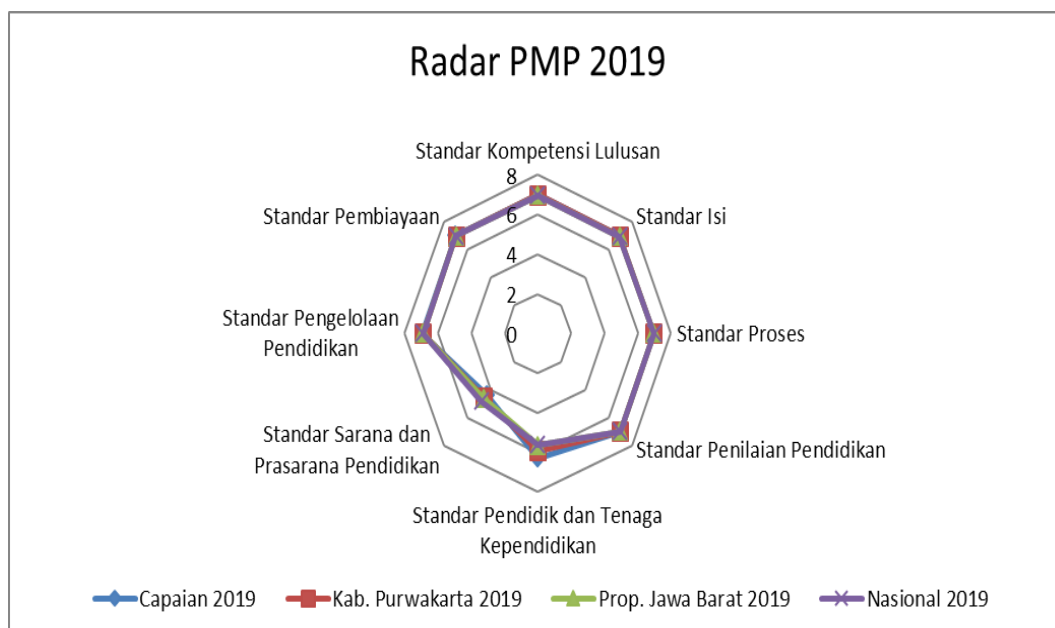 Radar PMP 2019
Standar Kompetensi Lulusan
8
Standar Pembiayaan
Standar Isi
6
4
2
Standar Pengelolaan
Pendidikan
0
Standar Proses
Standar Sarana dan
Prasarana Pendidikan
Standar Penilaian Pendidikan
Standar Pendidik dan Tenaga
Kependidikan
Capaian 2019
Kab. Purwakarta 2019
Prop. Jawa Barat 2019
Nasional 2019